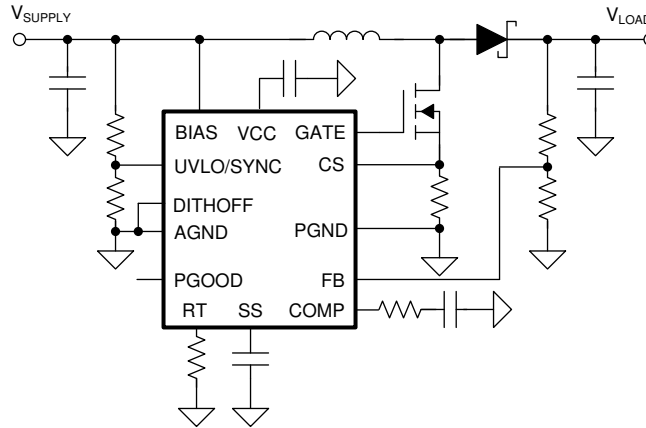 VSUPPLY
VLOAD
BIAS VCC GATE
UVLO/SYNC CS
DITHOFF
AGND PGND
PGOOD FB
RT SS COMP